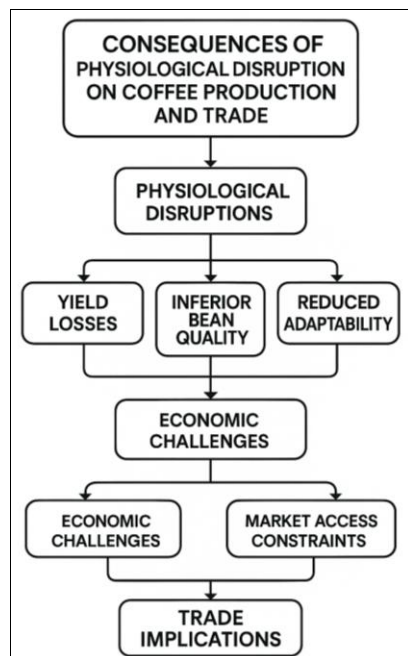 CONSEQUENCES OF
PHYSIOLOGICAL DISRUPTION
ON COFFEE PRODUCTION
AND TRADE
PHYSIOLOGICAL
DISRUPTIONS
YIELD
LOSSES
INFERIOR
BEAN
QUALITY
REDUCED
ADAPTABILITY
ECONOMIC
CHALLENGES
ECONOMIC
CHALLENGES
MARKET ACCESS
CONSTRAINTS
TRADE
IMPLICATIONS